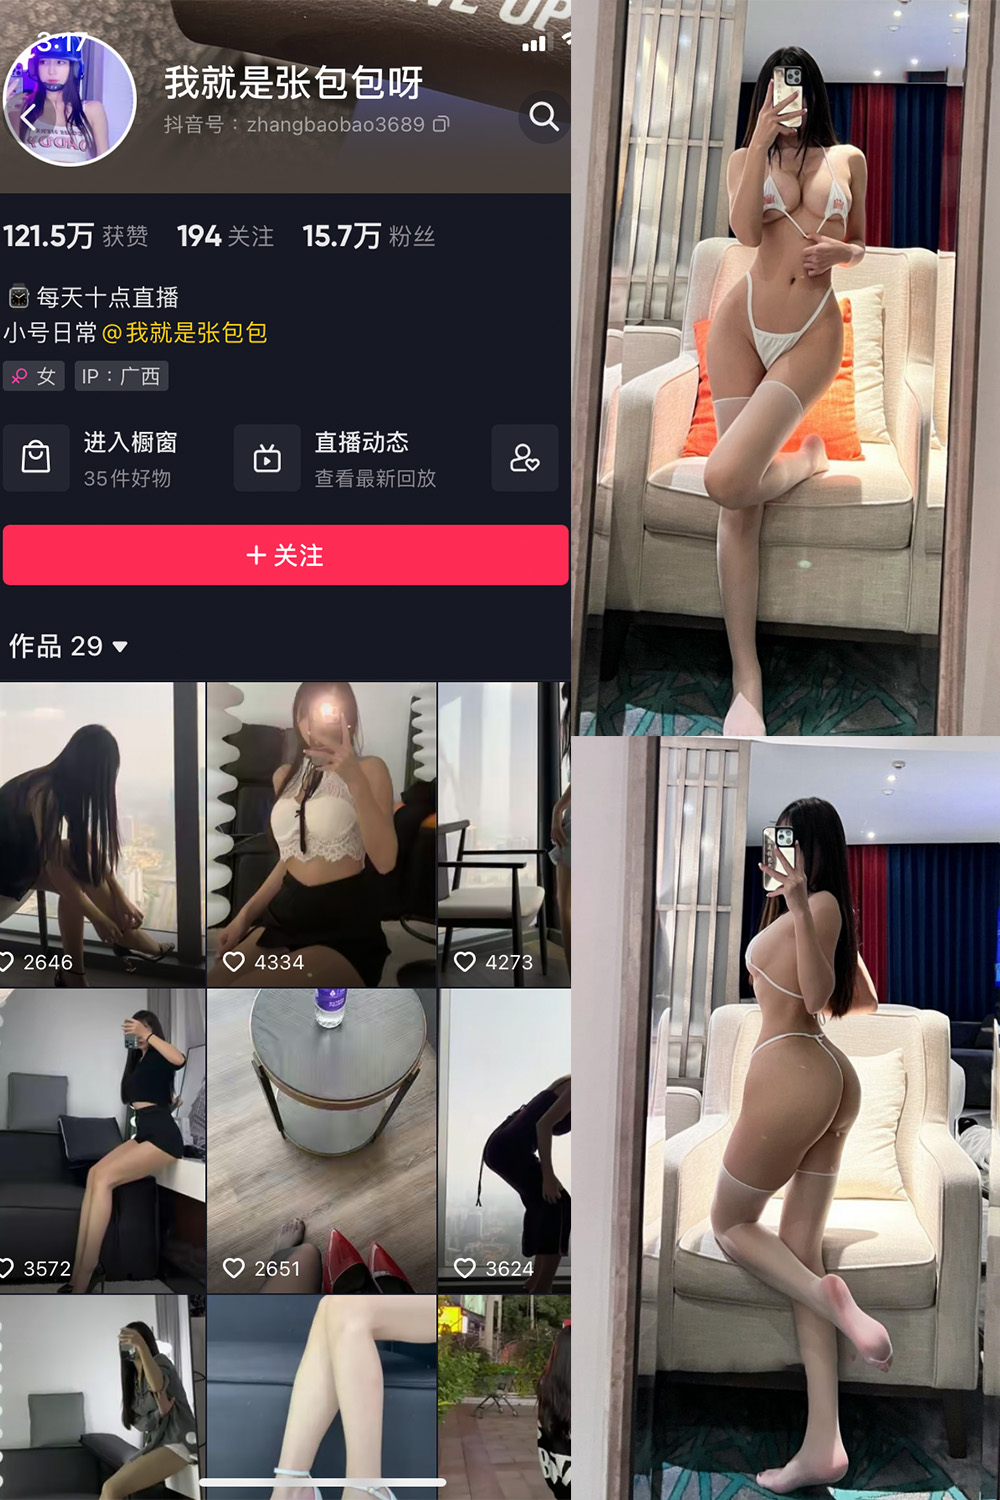 3:17
我就是张包包呀
抖音号：zhangbaobao3689
121.5万 获赞 194 关注 15.7万 粉丝
每天十点直播
小号日常@我就是张包包
女 IP：广西
进入橱窗
35件好物
直播动态
查看最新回放
+ 关注
作品 29
2646
4334
4273
3572
2651
3624